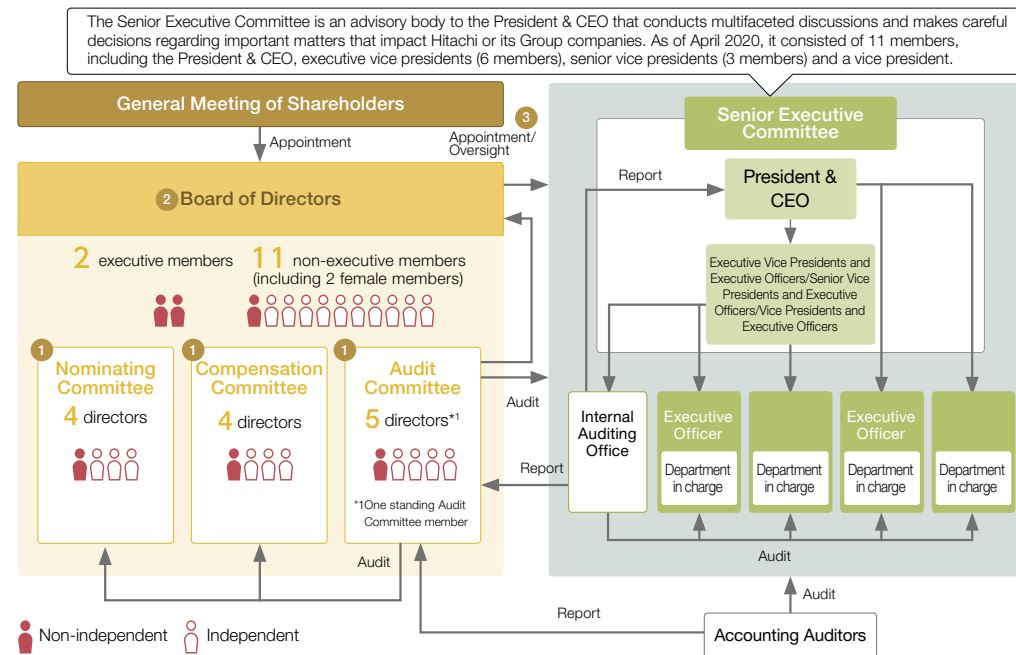 The Senior Executive Committee is an advisory body to the President & CEO that conducts multifaceted discussions and makes careful
decisions regarding important matters that impact Hitachi or its Group companies. As of April 2020, it consisted of 11 members,
including the President & CEO, executive vice presidents (6 members), senior vice presidents (3 members) and a vice president.
General Meeting of Shareholders
Appointment
3
Appointment/
Oversight
2 Board of Directors
2 executive members
11 non-executive members
(including 2 female members)
1
Nominating
Committee
4 directors
1
Compensation
Committee
4 directors
1
Audit
Committee
5 directors*1
*1One standing Audit
Committee member
Audit
Audit
Report
Report
Senior Executive
Committee
President &
CEO
Executive Vice Presidents and
Executive Officers/Senior Vice
Presidents and Executive
Officers/Vice Presidents and
Executive Officers
Internal
Auditing
Office
Executive
Officer
Department
in charge
Department
in charge
Executive
Officer
Department
in charge
Department
in charge
Audit
Audit
Report
Accounting Auditors
Non-independent
Independent